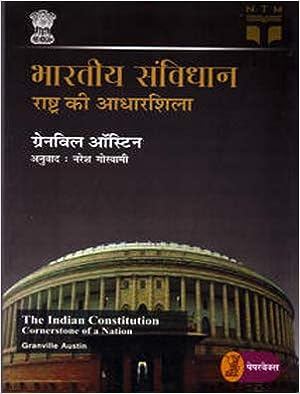 N T M
भारतीय संविधान
राष्ट्र की आधारशिला
ग्रेनविल ऑस्टिन
अनुवाद : नरेश गोस्वामी
The Indian Constitution
Cornerstone of a Nation
Granville Austin
पेपरबैक्स